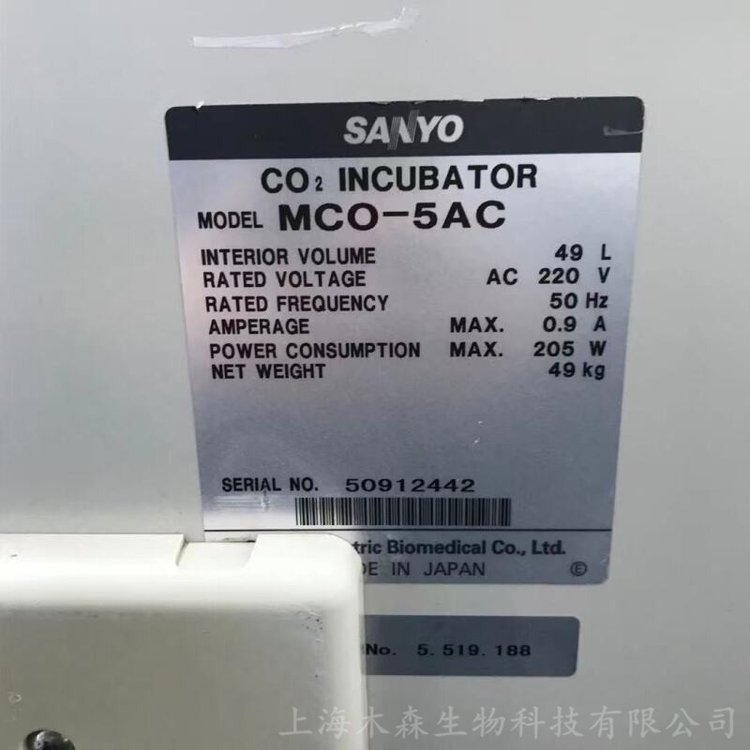 SANYO
CO₂ INCUBATOR
MODEL MCO-5AC
INTERIOR VOLUME 49 L
RATED VOLTAGE AC 220 V
RATED FREQUENCY 50 Hz
AMPERAGE MAX. 0.9 A
POWER CONSUMPTION MAX. 205 W
NET WEIGHT 49 kg
SERIAL NO. 50912442
tric Biomedical Co., Ltd.
DE IN JAPAN Ⓔ
No. 5.519.188
上海木森生物科技有限公司